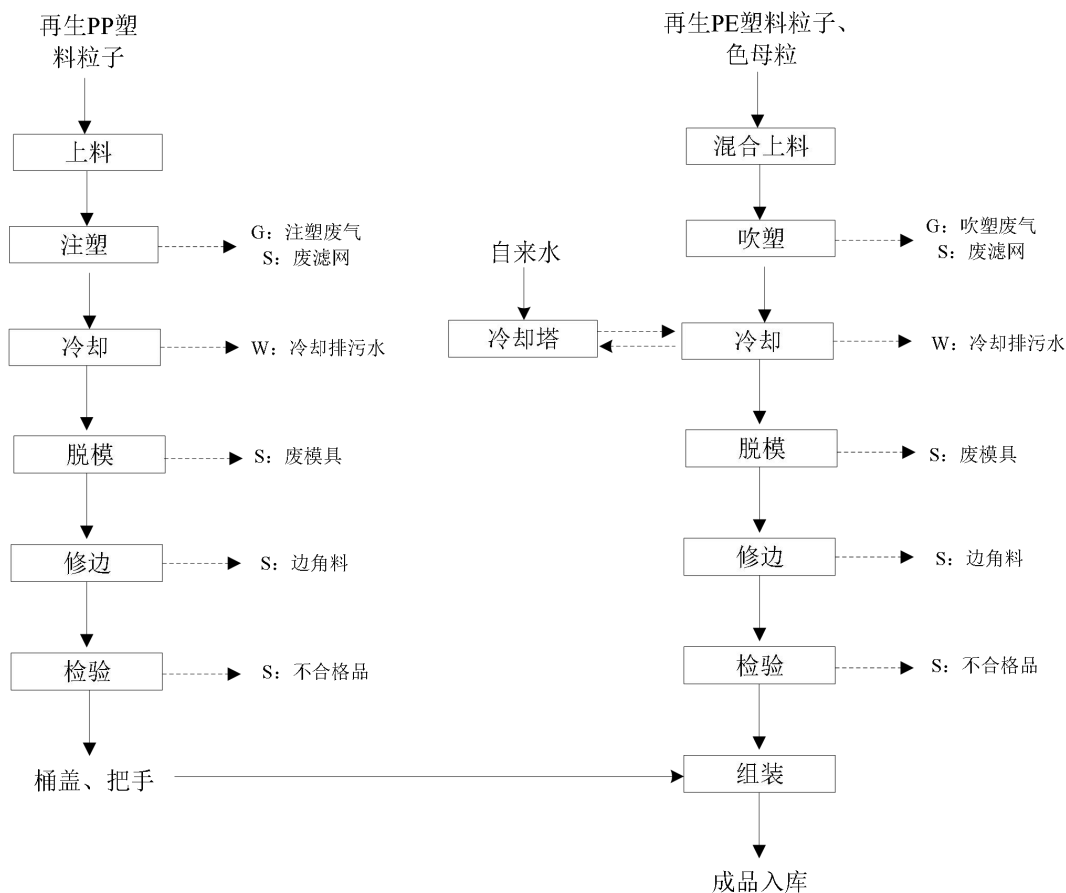 再生PP塑
料粒子
上料
注塑
G：注塑废气
S：废滤网
冷却
W：冷却排污水
脱模
S：废模具
修边
S：边角料
检验
S：不合格品
桶盖、把手
再生PE塑料粒子、
色母粒
混合上料
吹塑
G：吹塑废气
S：废滤网
自来水
冷却塔
冷却
W：冷却排污水
脱模
S：废模具
修边
S：边角料
检验
S：不合格品
组装
成品入库